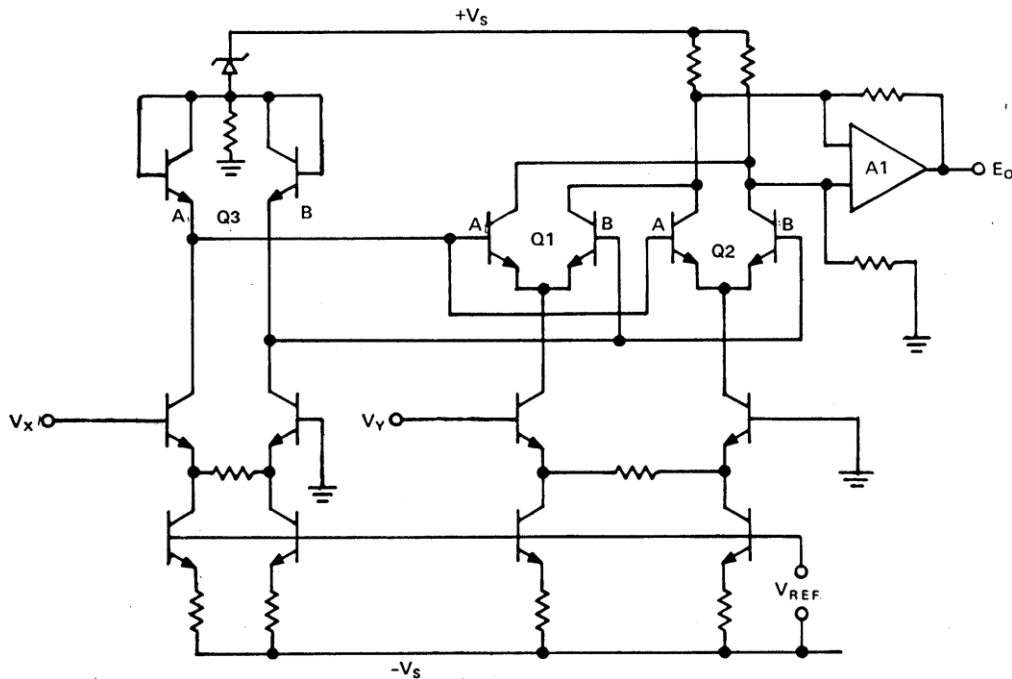 +Vs
A1
Eo
A Q3 B
A Q1 B
A Q2 B
Vx
VY
VREF.
-Vs